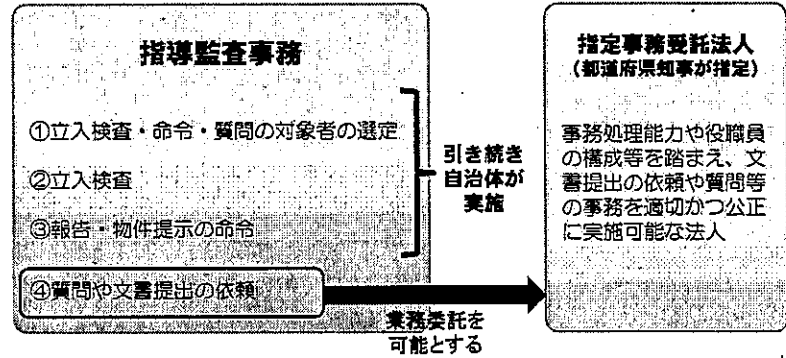 指導監査事務
①立入検査・命令・質問の対象者の選定
②立入検査
③報告・物件提示の命令
④質問や文書提出の依頼
引き続き
自治体が
実施
業務委託を
可能とする
指定事務受託法人
(都道府県知事が指定)
事務処理能力や役職員
の構成等を踏まえ、文
書提出の依頼や質問等
の事務を適切かつ公正
に実施可能な法人